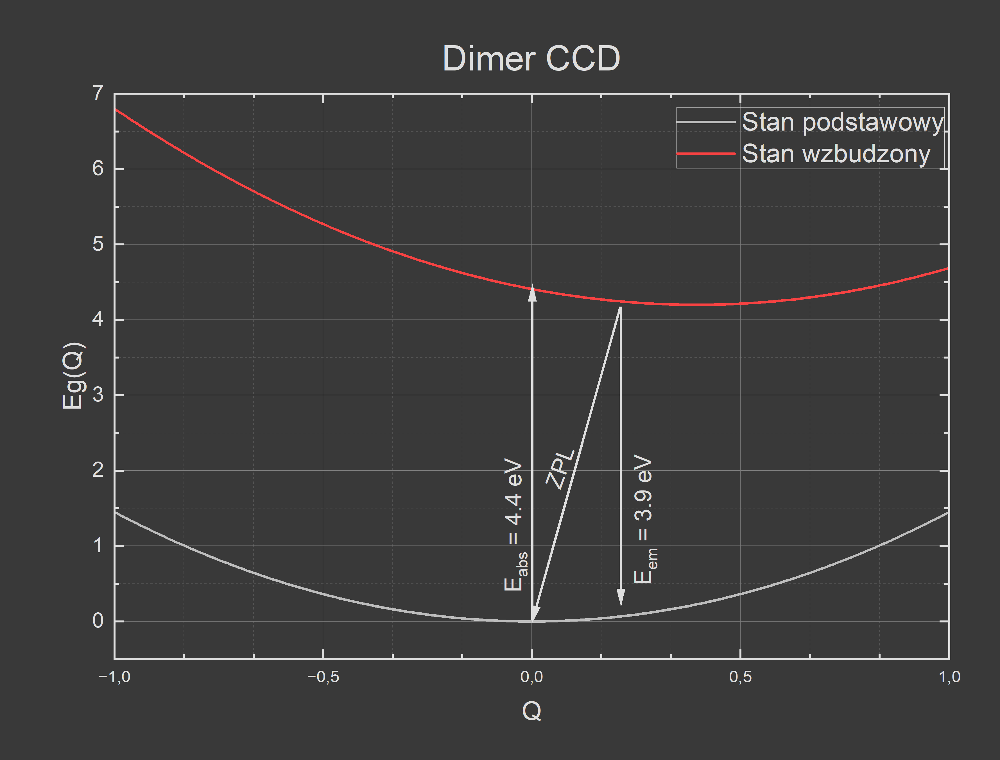 Dimer CCD
Stan podstawowy
Stan wzbudzony
7
6
5
4
3
2
1
0
Eg(Q)
E_abs = 4.4 eV
ZPL
E_em = 3.9 eV
−1,0
−0,5
0,0
0,5
1,0
Q